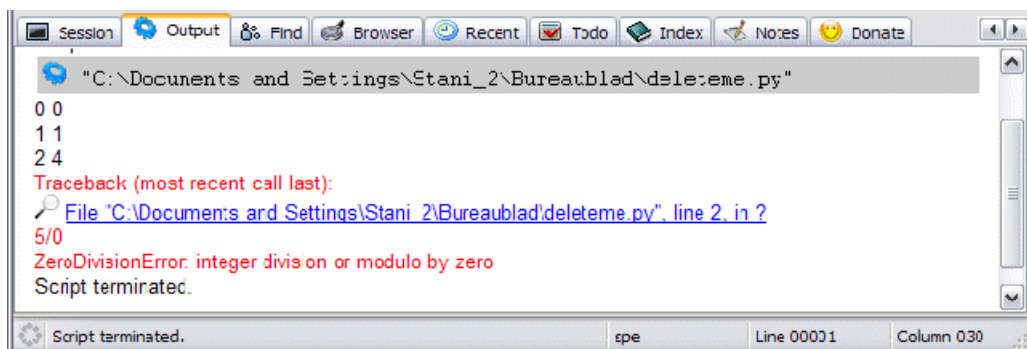 Session Output Find Browser Recent Todo Index Notes Donate
"C:\Documents and Settings\Stani_2\Bureaublad\deleteme.py"
0 0
1 1
2 4
Traceback (most recent call last):
File "C:\Documents and Settings\Stani_2\Bureaublad\deleteme.py", line 2, in ?
5/0
ZeroDivisionError: integer division or modulo by zero
Script terminated.
Script terminated. spe Line 00001 Column 030